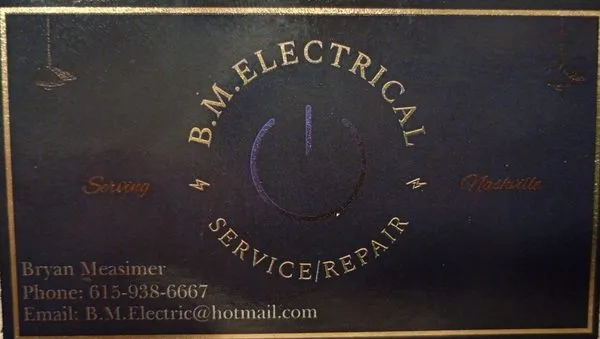 B.M.ELECTRICAL
Serving
Nashville
SERVICE/REPAIR
Bryan Measimer
Phone: 615-938-6667
Email: B.M.Electric@hotmail.com